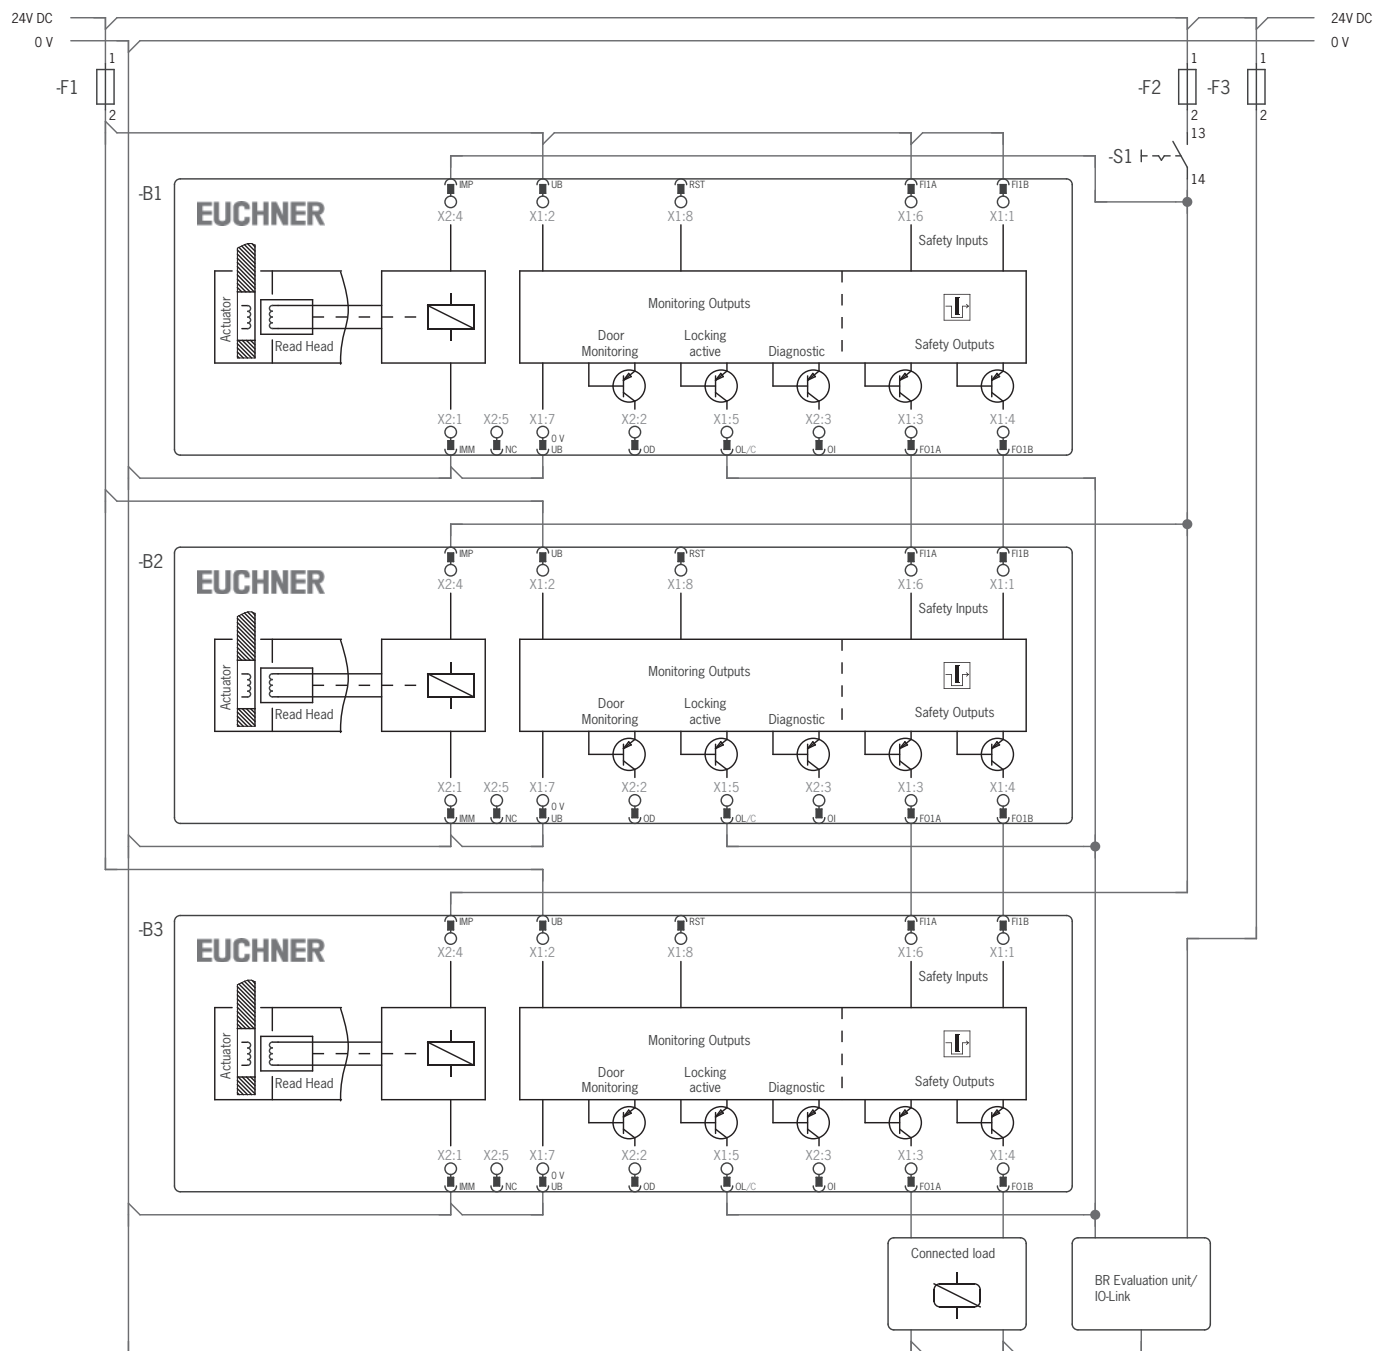 24V DC
24V DC
0 V
0 V
1
1
1
-F1
-F2
-F3
2
2
2
13
-S1
14
-B1
IMP
UB
RST
FI1A
FI1B
EUCHNER
X2:4
X1:2
X1:8
X1:6
X1:1
Safety Inputs
Actuator
Read Head
Monitoring Outputs
Door
Monitoring
Locking
active
Diagnostic
Safety Outputs
X2:1
X2:5
X1:7
X2:2
X1:5
X2:3
X1:3
X1:4
IMM
NC
0 V
UB
OD
OL/C
OI
FO1A
FO1B
-B2
IMP
UB
RST
FI1A
FI1B
EUCHNER
X2:4
X1:2
X1:8
X1:6
X1:1
Safety Inputs
Actuator
Read Head
Monitoring Outputs
Door
Monitoring
Locking
active
Diagnostic
Safety Outputs
X2:1
X2:5
X1:7
X2:2
X1:5
X2:3
X1:3
X1:4
IMM
NC
0 V
UB
OD
OL/C
OI
FO1A
FO1B
-B3
IMP
UB
RST
FI1A
FI1B
EUCHNER
X2:4
X1:2
X1:8
X1:6
X1:1
Safety Inputs
Actuator
Read Head
Monitoring Outputs
Door
Monitoring
Locking
active
Diagnostic
Safety Outputs
X2:1
X2:5
X1:7
X2:2
X1:5
X2:3
X1:3
X1:4
IMM
NC
0 V
UB
OD
OL/C
OI
FO1A
FO1B
Connected load
BR Evaluation unit/
IO-Link